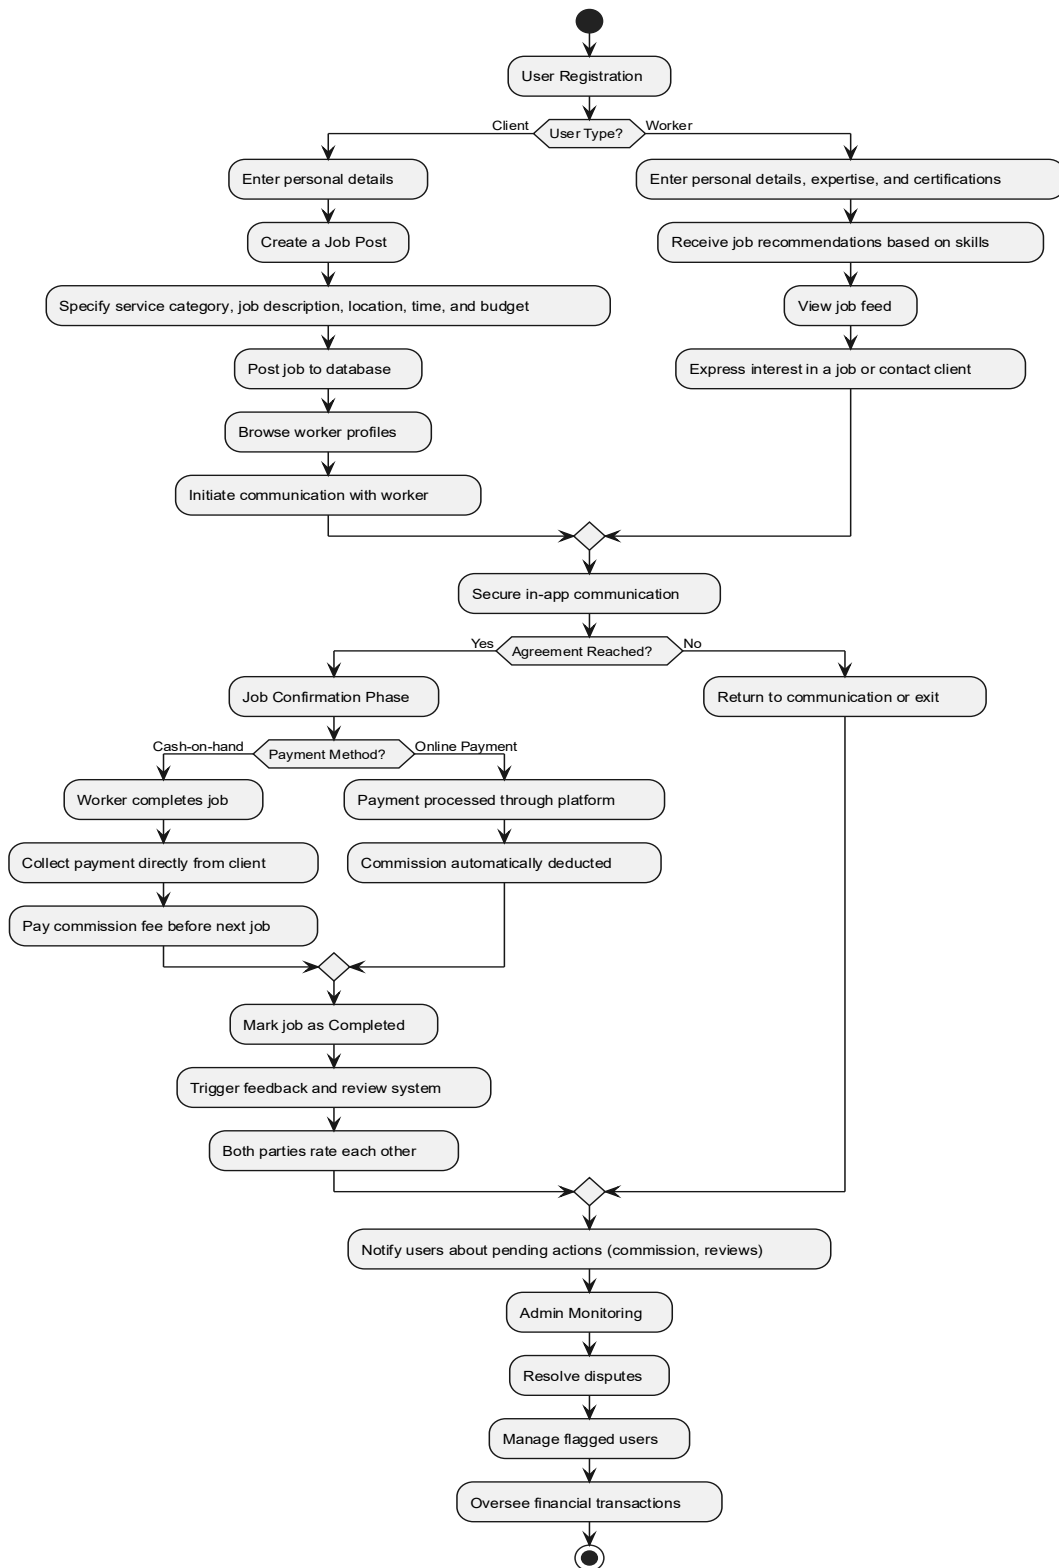 User Registration
Client
User Type?
Worker
Enter personal details
Create a Job Post
Specify service category, job description, location, time, and budget
Post job to database
Browse worker profiles
Initiate communication with worker
Enter personal details, expertise, and certifications
Receive job recommendations based on skills
View job feed
Express interest in a job or contact client
Secure in-app communication
Yes
Agreement Reached?
No
Job Confirmation Phase
Cash-on-hand
Payment Method?
Online Payment
Worker completes job
Collect payment directly from client
Pay commission fee before next job
Payment processed through platform
Commission automatically deducted
Mark job as Completed
Trigger feedback and review system
Both parties rate each other
Return to communication or exit
Notify users about pending actions (commission, reviews)
Admin Monitoring
Resolve disputes
Manage flagged users
Oversee financial transactions